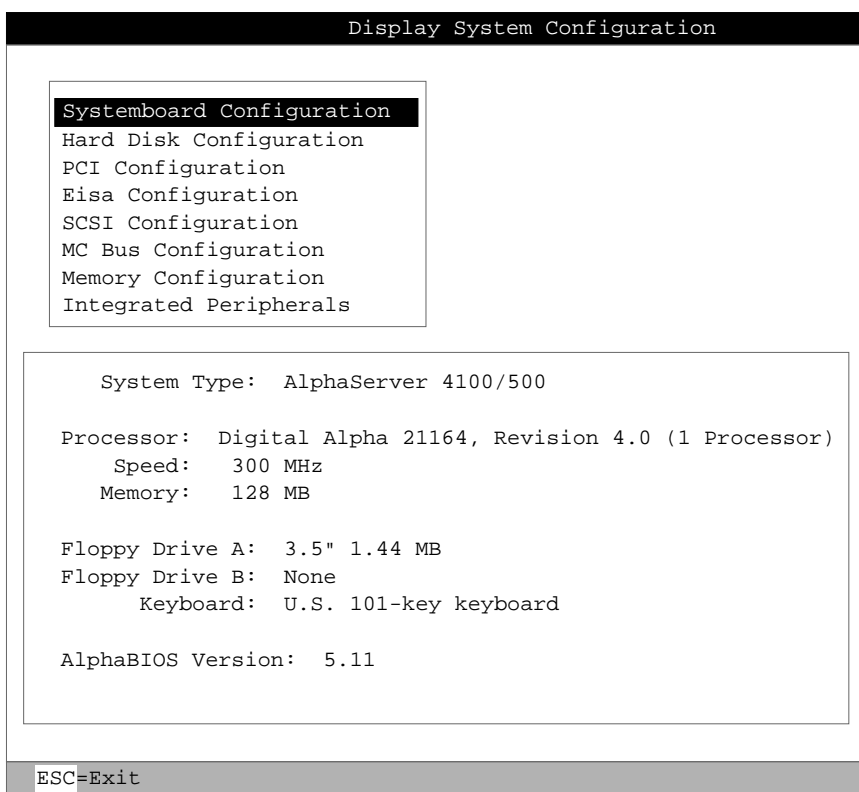 Display System Configuration
Systemboard Configuration
Hard Disk Configuration
PCI Configuration
Eisa Configuration
SCSI Configuration
MC Bus Configuration
Memory Configuration
Integrated Peripherals
System Type: AlphaServer 4100/500
Processor: Digital Alpha 21164, Revision 4.0 (1 Processor)
Speed: 300 MHz
Memory: 128 MB
Floppy Drive A: 3.5" 1.44 MB
Floppy Drive B: None
Keyboard: U.S. 101-key keyboard
AlphaBIOS Version: 5.11
ESC=Exit